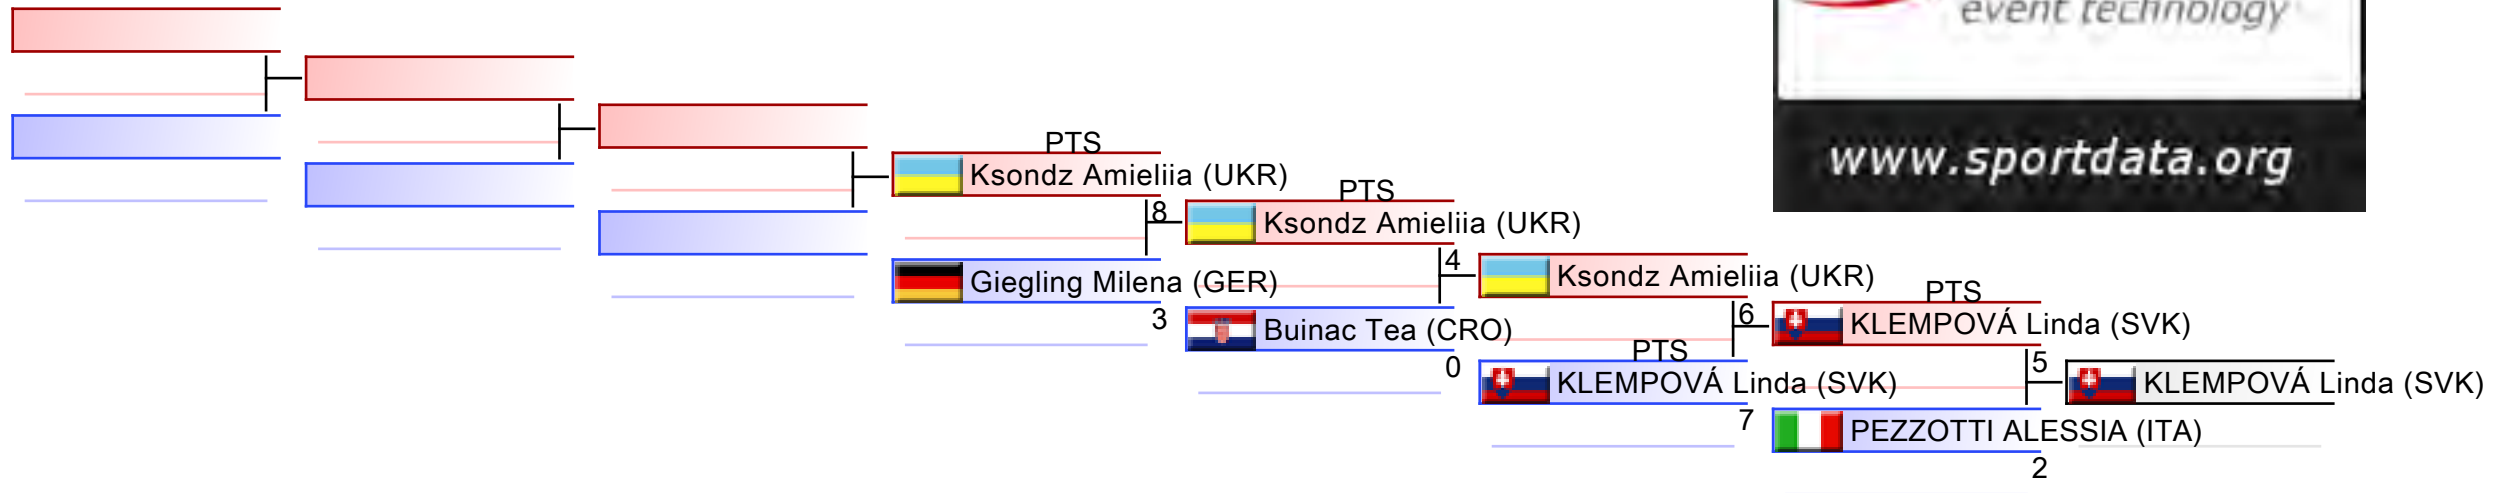 event technology
www.sportdata.org
PTS
Ksondz Amieliia (UKR)
8
Giegling Milena (GER)
3
PTS
Ksondz Amieliia (UKR)
4
Buinac Tea (CRO)
0
Ksondz Amieliia (UKR)
6
PTS
KLEMPOVÁ Linda (SVK)
7
PTS
KLEMPOVÁ Linda (SVK)
5
PEZZOTTI ALESSIA (ITA)
2
KLEMPOVÁ Linda (SVK)